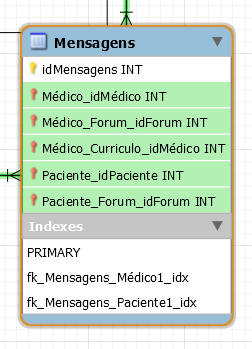 Mensagens
idMensagens INT
Médico_idMédico INT
Médico_Forum_idForum INT
Médico_Curriculo_idMédico INT
Paciente_idPaciente INT
Paciente_Forum_idForum INT
Indexes
PRIMARY
fk_Mensagens_Médico1_idx
fk_Mensagens_Paciente1_idx